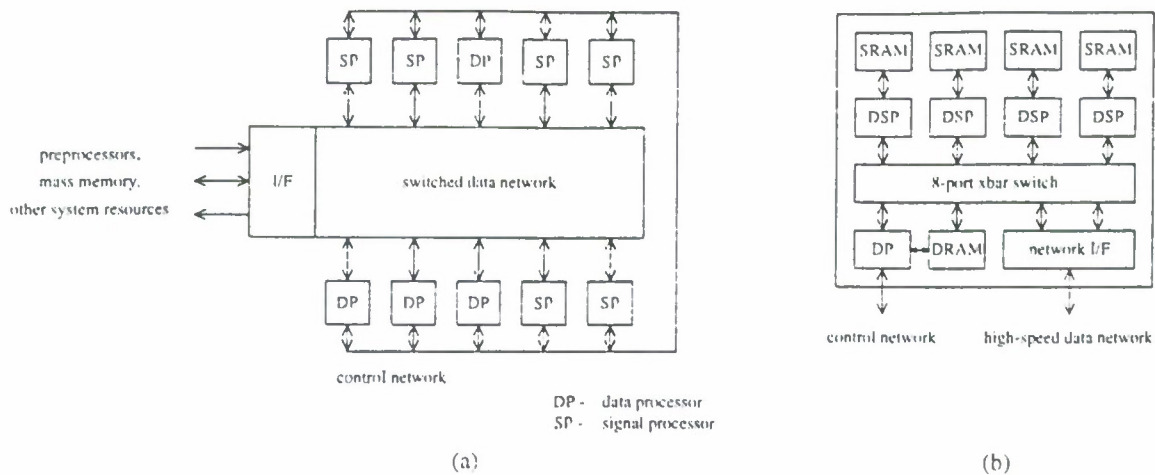 SP SP DP SP SP
preprocessors,
mass memory,
other system resources
I/F
switched data network
DP DP DP SP SP
control network
DP - data processor
SP - signal processor
(a)
SRAM SRAM SRAM SRAM
DSP DSP DSP DSP
8-port xbar switch
DP DRAM network I/F
control network high-speed data network
(b)